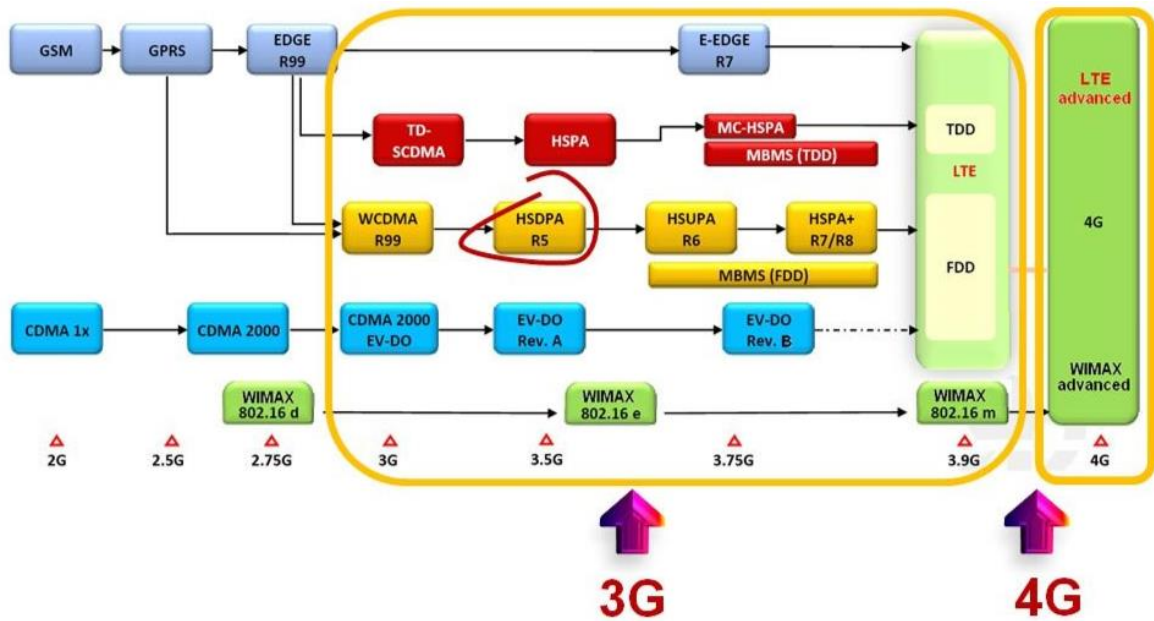 GSM
GPRS
EDGE
R99
E-EDGE
R7
TD-
SCDMA
HSPA
MC-HSPA
MBMS (TDD)
TDD
LTE
FDD
LTE
advanced
4G
WIMAX
advanced
WCDMA
R99
HSDPA
R5
HSUPA
R6
HSPA+
R7/R8
MBMS (FDD)
CDMA 1x
CDMA 2000
CDMA 2000
EV-DO
EV-DO
Rev. A
EV-DO
Rev. B
WIMAX
802.16 d
WIMAX
802.16 e
WIMAX
802.16 m
2G
2.5G
2.75G
3G
3.5G
3.75G
3.9G
4G
3G
4G